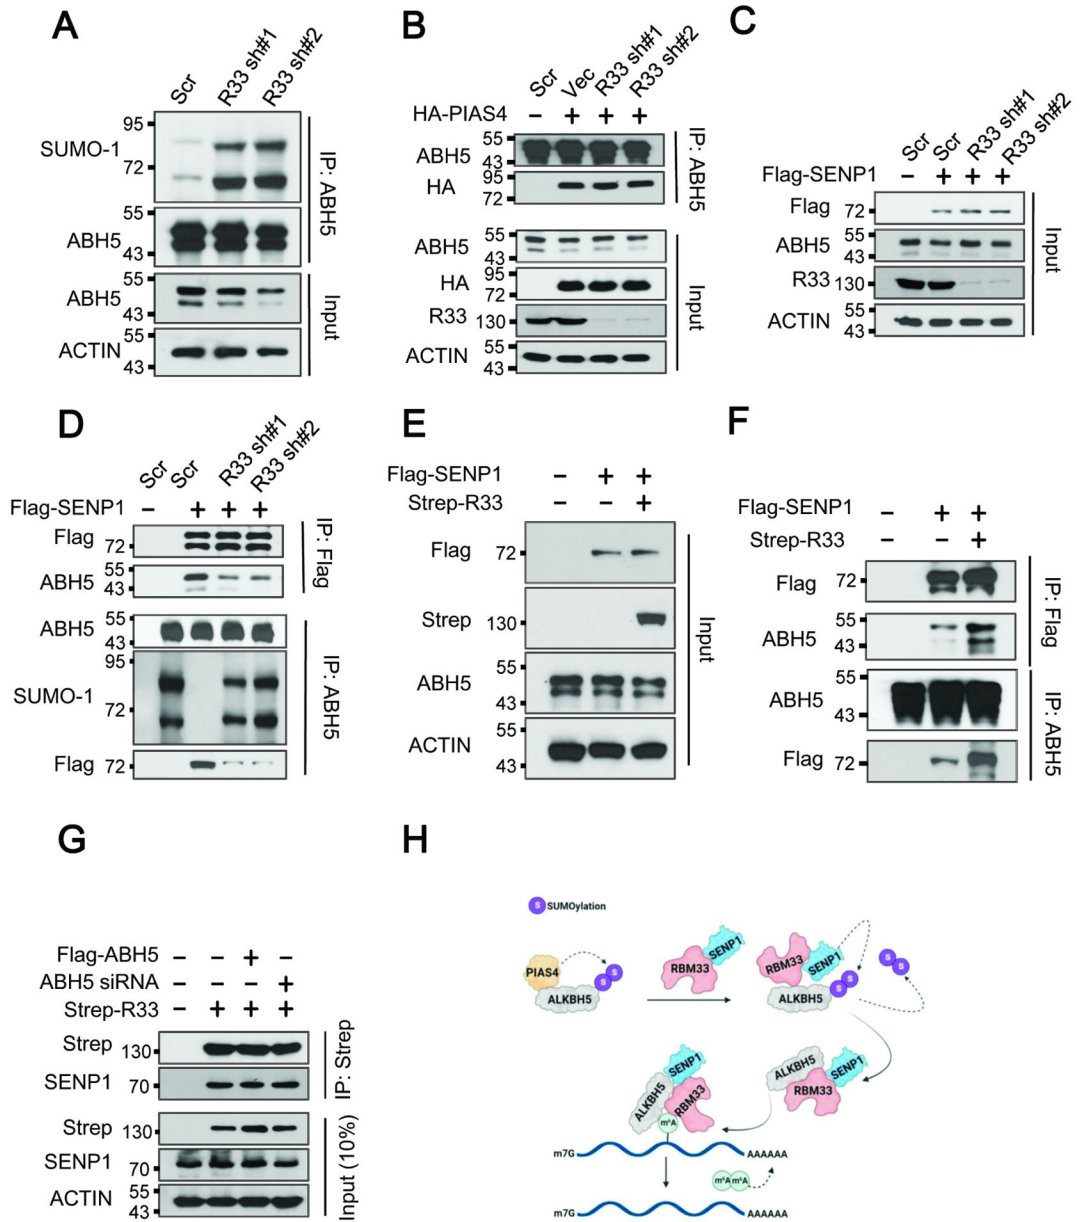 A
Scr
R33 sh#1
R33 sh#2
95
SUMO-1
72
55
ABH5
43
IP: ABH5
55
ABH5
43
55
ACTIN
43
Input
B
Scr
Vec
R33 sh#1
R33 sh#2
HA-PIAS4 – + + +
55
ABH5
43
95
HA
72
IP: ABH5
55
ABH5
43
95
HA
72
R33 130
55
ACTIN
43
Input
C
Scr
Scr
R33 sh#1
R33 sh#2
Flag-SENP1 – + + +
Flag 72
55
ABH5
43
R33 130
55
ACTIN
43
Input
D
Scr
Scr
R33 sh#1
R33 sh#2
Flag-SENP1 – + + +
Flag
72
55
ABH5
43
IP: Flag
55
ABH5
43
95
SUMO-1
72
Flag 72
IP: ABH5
E
Flag-SENP1 – + +
Strep-R33 – – +
Flag 72
Strep 130
55
ABH5
43
55
ACTIN
43
Input
F
Flag-SENP1 – + +
Strep-R33 – – +
Flag 72
55
ABH5
43
IP: Flag
55
ABH5
43
Flag 72
IP: ABH5
G
Flag-ABH5 – – + –
ABH5 siRNA – – – +
Strep-R33 – + + +
Strep 130
SENP1 70
IP: Strep
Strep 130
SENP1 70
55
ACTIN
43
Input (10%)
H
S SUMOylation
PIAS4
S S
ALKBH5
RBM33
SENP1
RBM33
SENP1
ALKBH5
S S
S S
ALKBH5
SENP1
RBM33
SENP1
ALKBH5
RBM33
m⁶A
m7G AAAAAA
m⁶A m⁶A
m7G AAAAAA